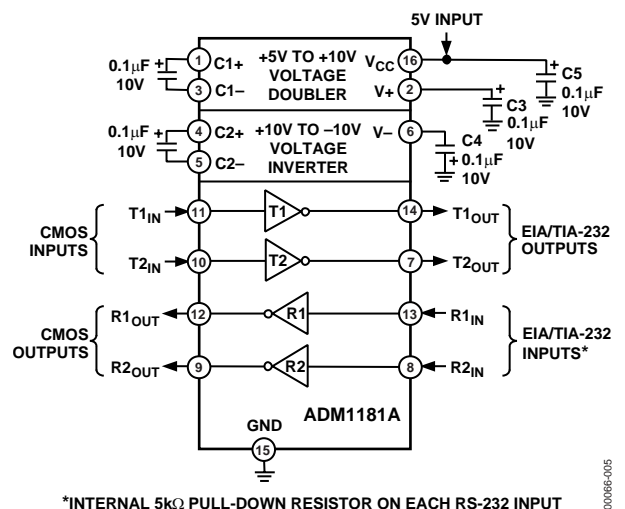 5V INPUT
0.1µF
10V
+
1
C1+
3
C1–
+5V TO +10V
VOLTAGE
DOUBLER
VCC
16
V+
2
+
C5
0.1µF
10V
+
C3
0.1µF
10V
0.1µF
10V
+
4
C2+
5
C2–
+10V TO –10V
VOLTAGE
INVERTER
V–
6
C4
+
0.1µF
10V
CMOS
INPUTS
T1IN
11
T1
14
T1OUT
T2IN
10
T2
7
T2OUT
EIA/TIA-232
OUTPUTS
CMOS
OUTPUTS
R1OUT
12
R1
13
R1IN
R2OUT
9
R2
8
R2IN
EIA/TIA-232
INPUTS*
ADM1181A
GND
15
*INTERNAL 5kΩ PULL-DOWN RESISTOR ON EACH RS-232 INPUT
00066-005